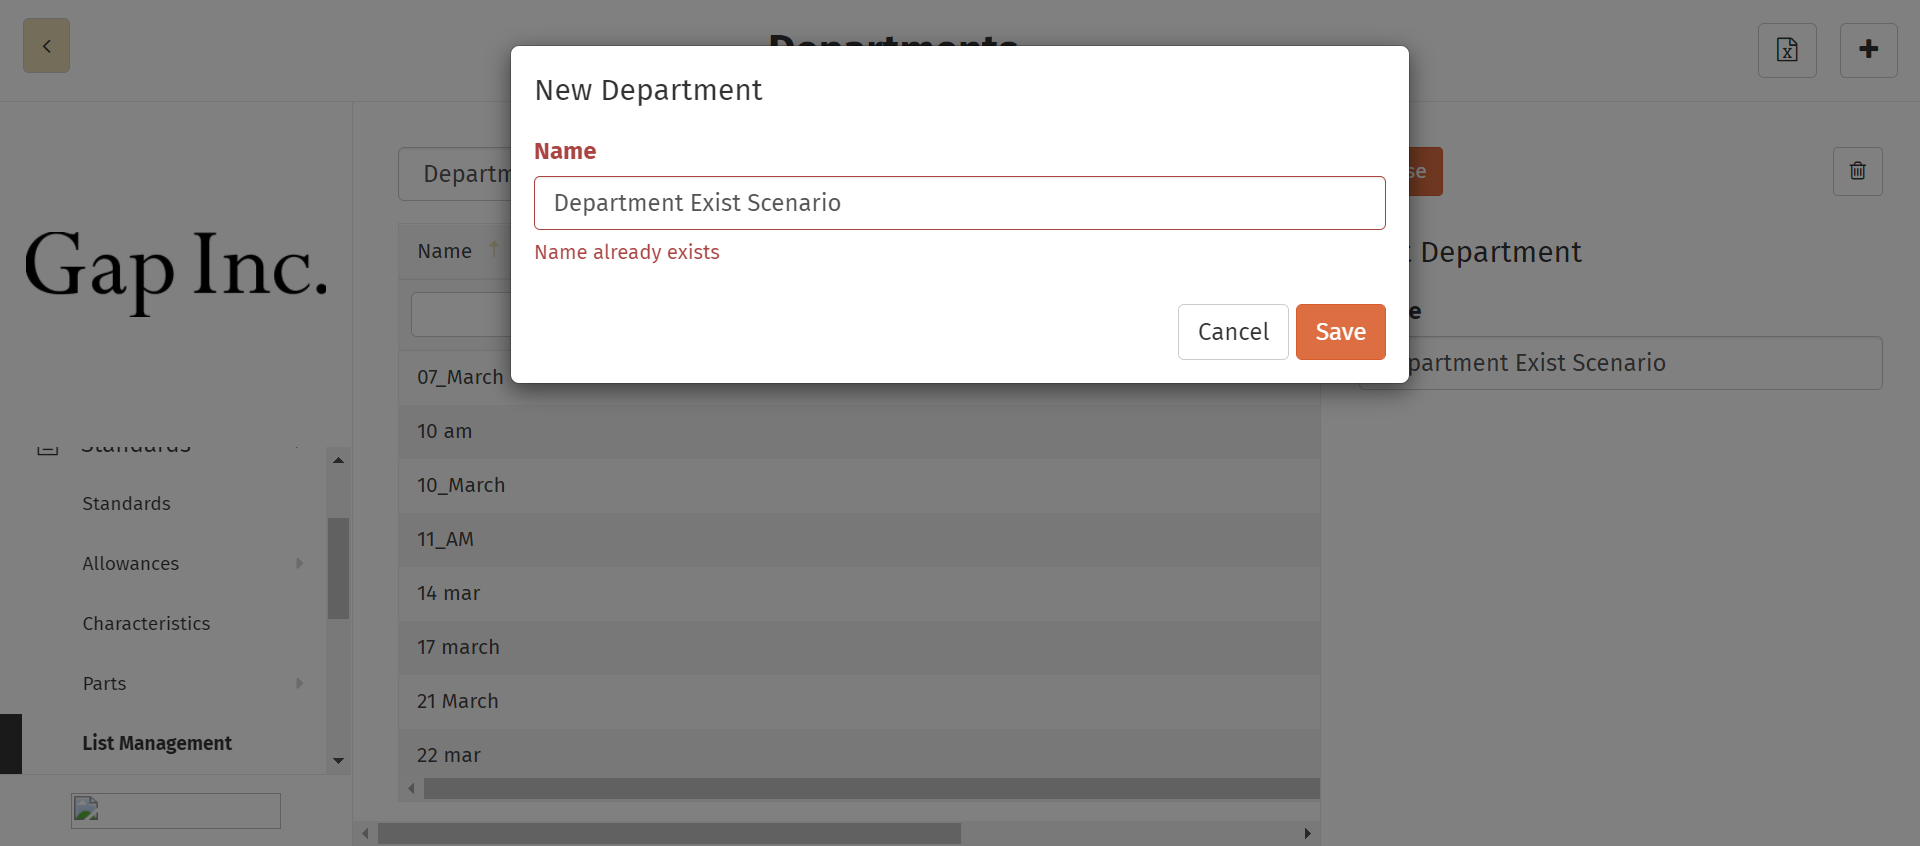 Departments
New Department
Name
Department Exist Scenario
Name already exists
Cancel
Save
Gap Inc.
Standards
Standards
Allowances
Characteristics
Parts
List Management
Departm
Name
07_March
10 am
10_March
11_AM
14 mar
17 march
21 March
22 mar
se
Department
e
partment Exist Scenario